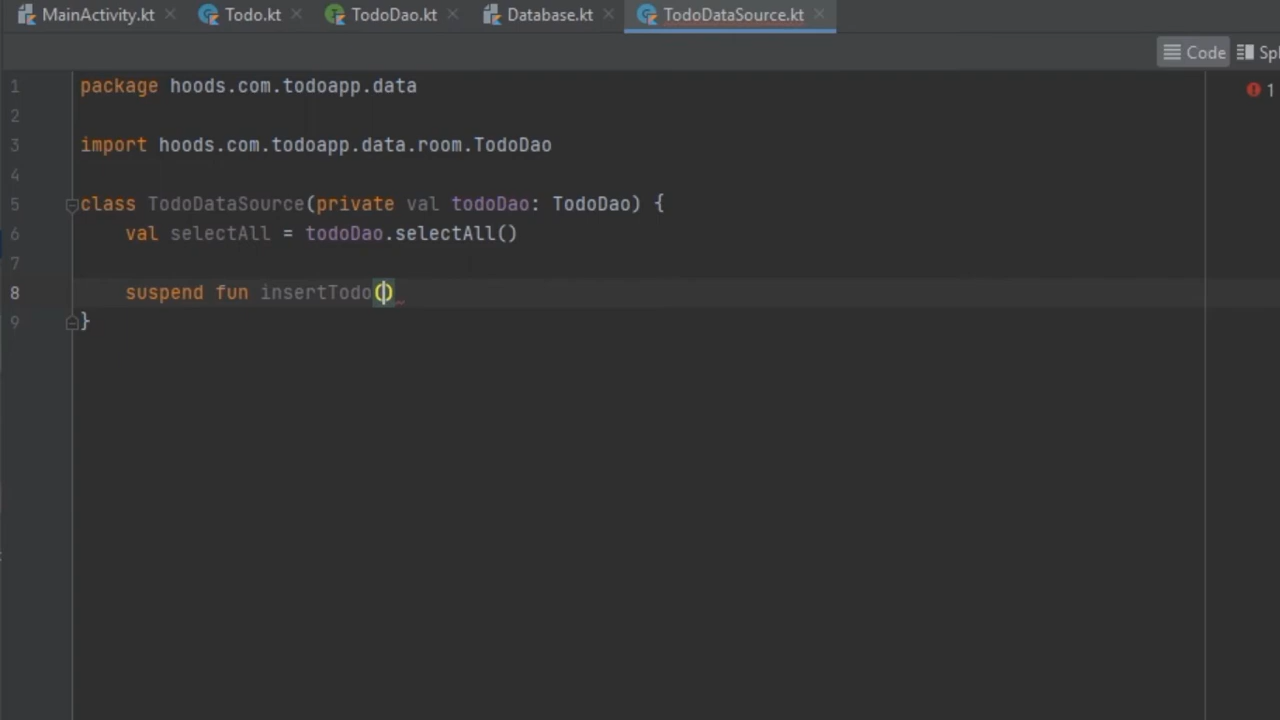 MainActivity.kt Todo.kt TodoDao.kt Database.kt TodoDataSource.kt
Code Spl
1 package hoods.com.todoapp.data 1
2
3 import hoods.com.todoapp.data.room.TodoDao
4
5 class TodoDataSource(private val todoDao: TodoDao) {
6 val selectAll = todoDao.selectAll()
7
8 suspend fun insertTodo()
9 }